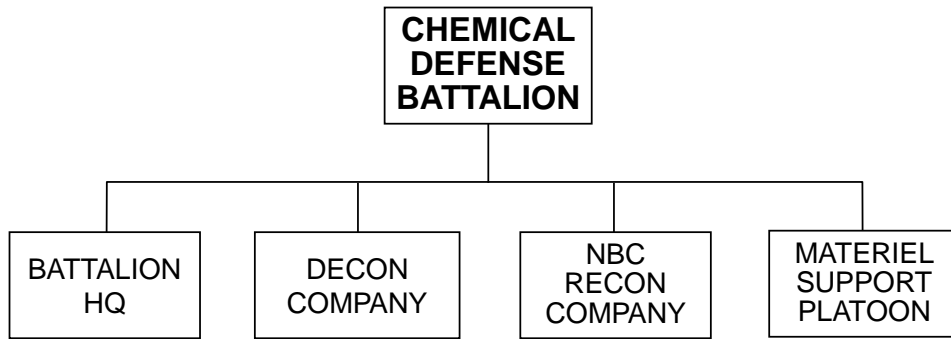 CHEMICAL
DEFENSE
BATTALION
BATTALION
HQ
DECON
COMPANY
NBC
RECON
COMPANY
MATERIEL
SUPPORT
PLATOON